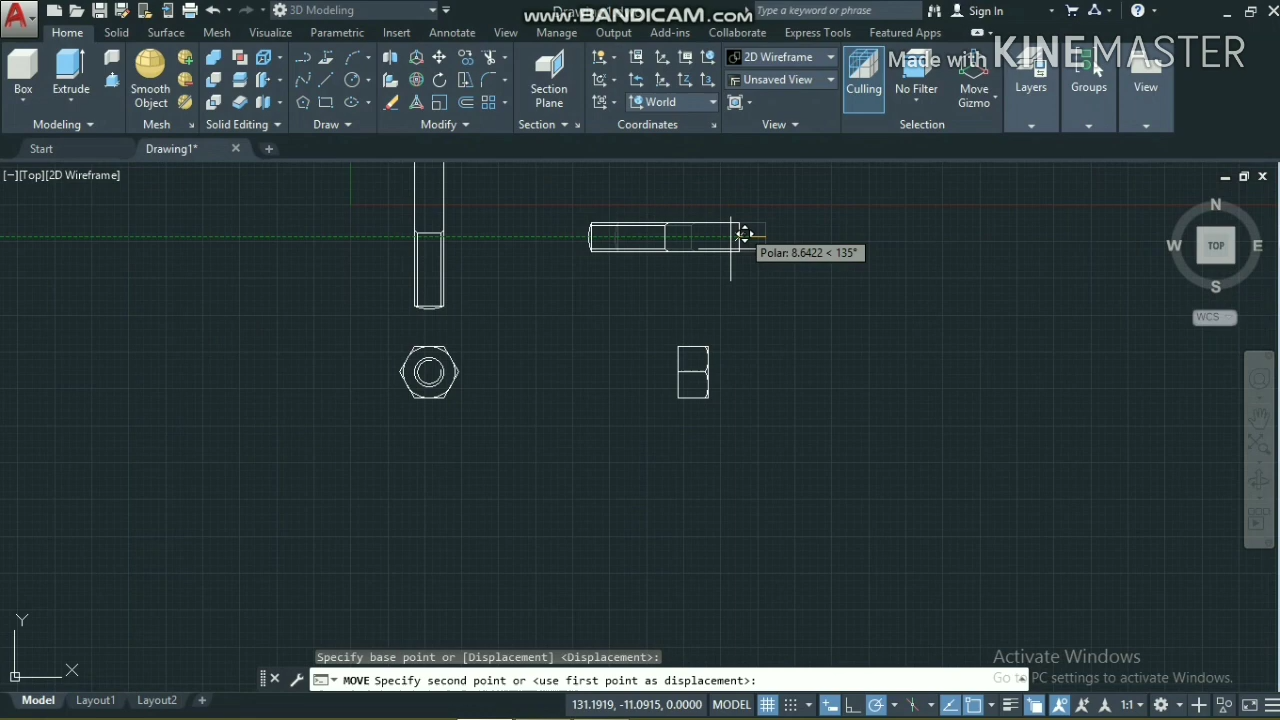 www.BANDICAM.com
3D Modeling
Type a keyword or phrase
Sign In
Home Solid Surface Mesh Visualize Parametric Insert Annotate View Manage Output Add-ins Collaborate Express Tools Featured Apps
Made with KINEMASTER
Box
Extrude
Smooth Object
Section Plane
World
2D Wireframe
Unsaved View
Culling
No Filter
Move Gizmo
Layers
Groups
View
Modeling Mesh Solid Editing Draw Modify Section Coordinates View Selection
Start Drawing1*
[−][Top][2D Wireframe]
N
W TOP E
S
WCS
Polar: 8.6422 < 135°
Y
X
Specify base point or [Displacement] <Displacement>:
MOVE Specify second point or <use first point as displacement>:
Activate Windows
Go to PC settings to activate Windows.
Model Layout1 Layout2
131.1919, -11.0915, 0.0000 MODEL 1:1